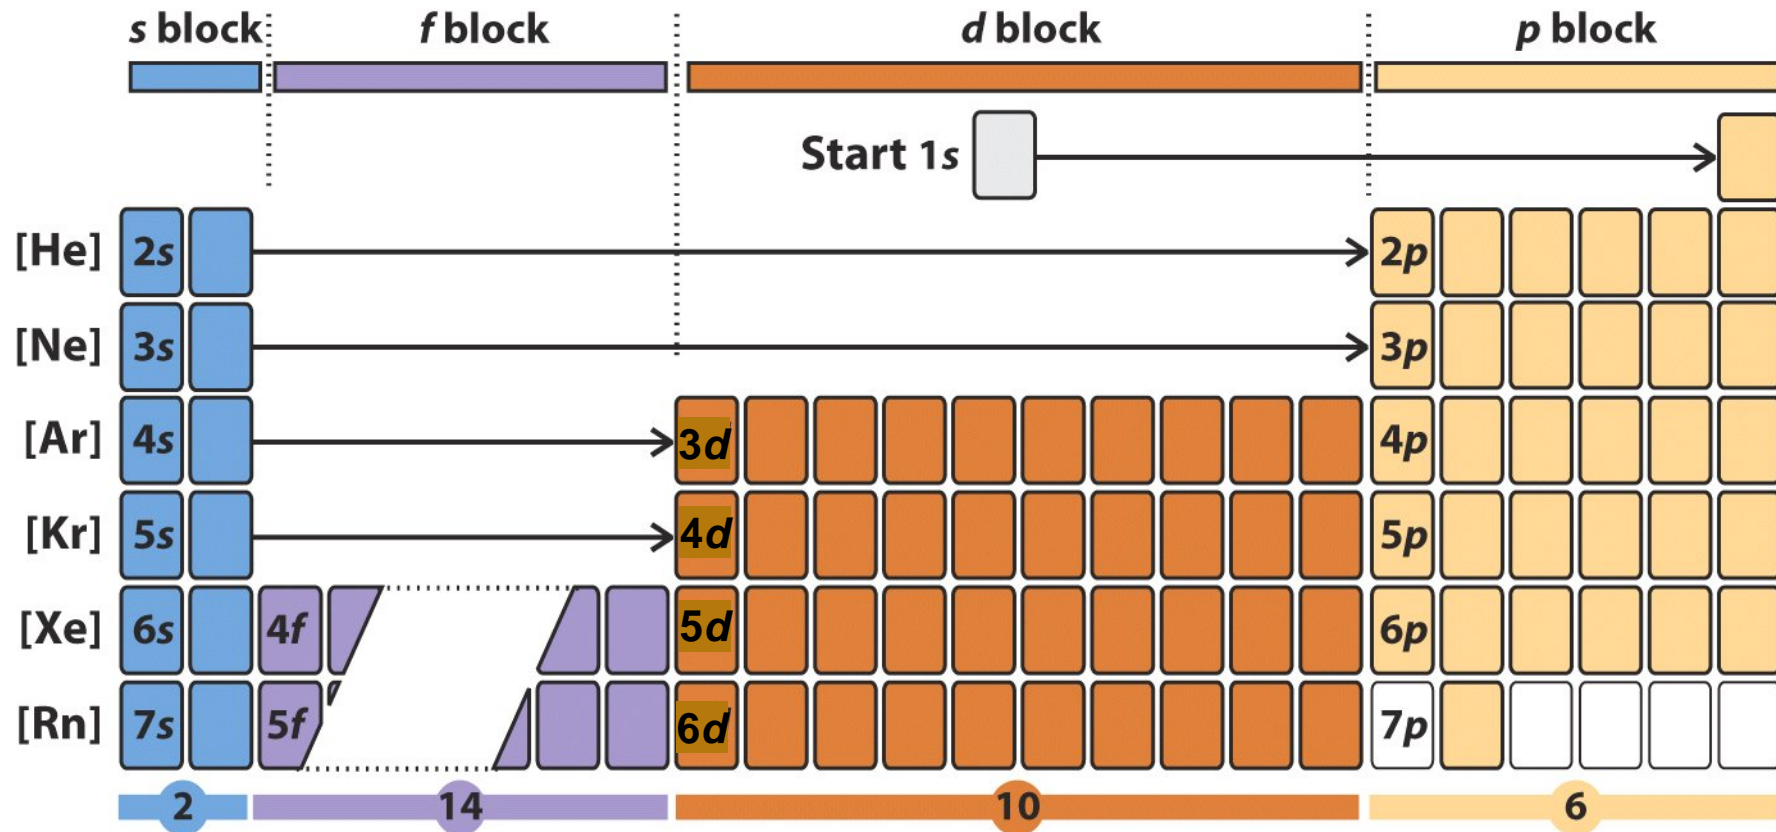 s block f block d block p block
Start 1s
[He] 2s 2p
[Ne] 3s 3p
[Ar] 4s 3d 4p
[Kr] 5s 4d 5p
[Xe] 6s 4f 5d 6p
[Rn] 7s 5f 6d 7p
2 14 10 6